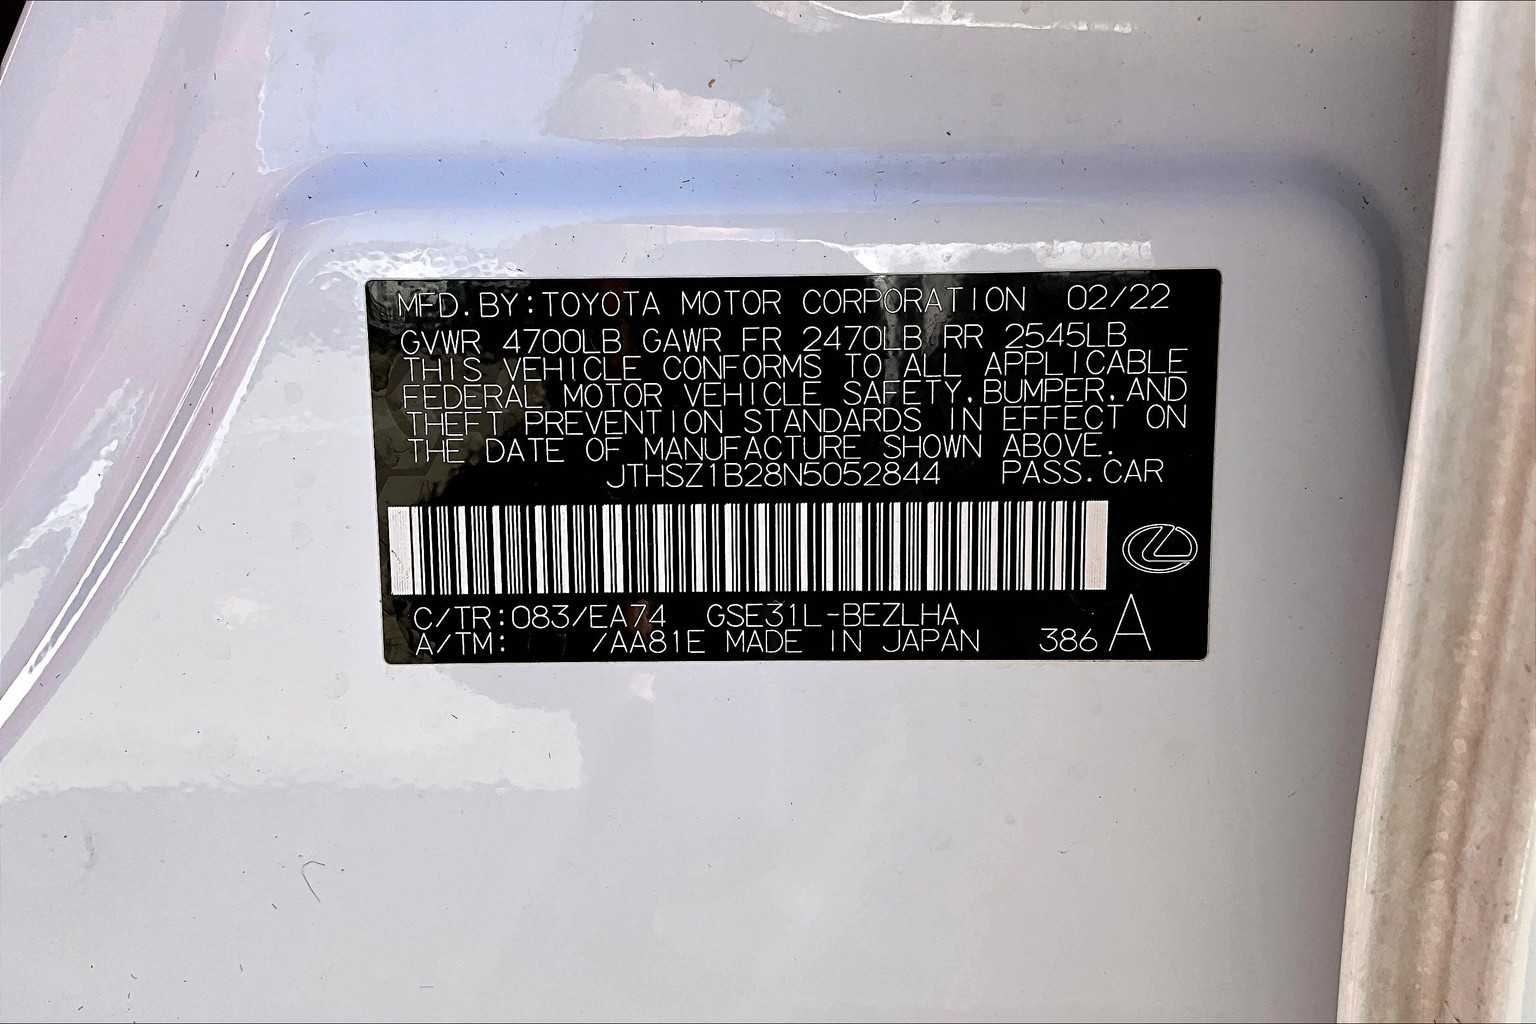 MFD. BY: TOYOTA MOTOR CORPORATION 02/22
GVWR 4700LB GAWR FR 2470LB RR 2545LB
THIS VEHICLE CONFORMS TO ALL APPLICABLE
FEDERAL MOTOR VEHICLE SAFETY, BUMPER, AND
THEFT PREVENTION STANDARDS IN EFFECT ON
THE DATE OF MANUFACTURE SHOWN ABOVE.
JTHSZ1B28N5052844 PASS. CAR
C/TR: 083/EA74 GSE31L-BEZLHA
A/TM: /AA81E MADE IN JAPAN 386 A